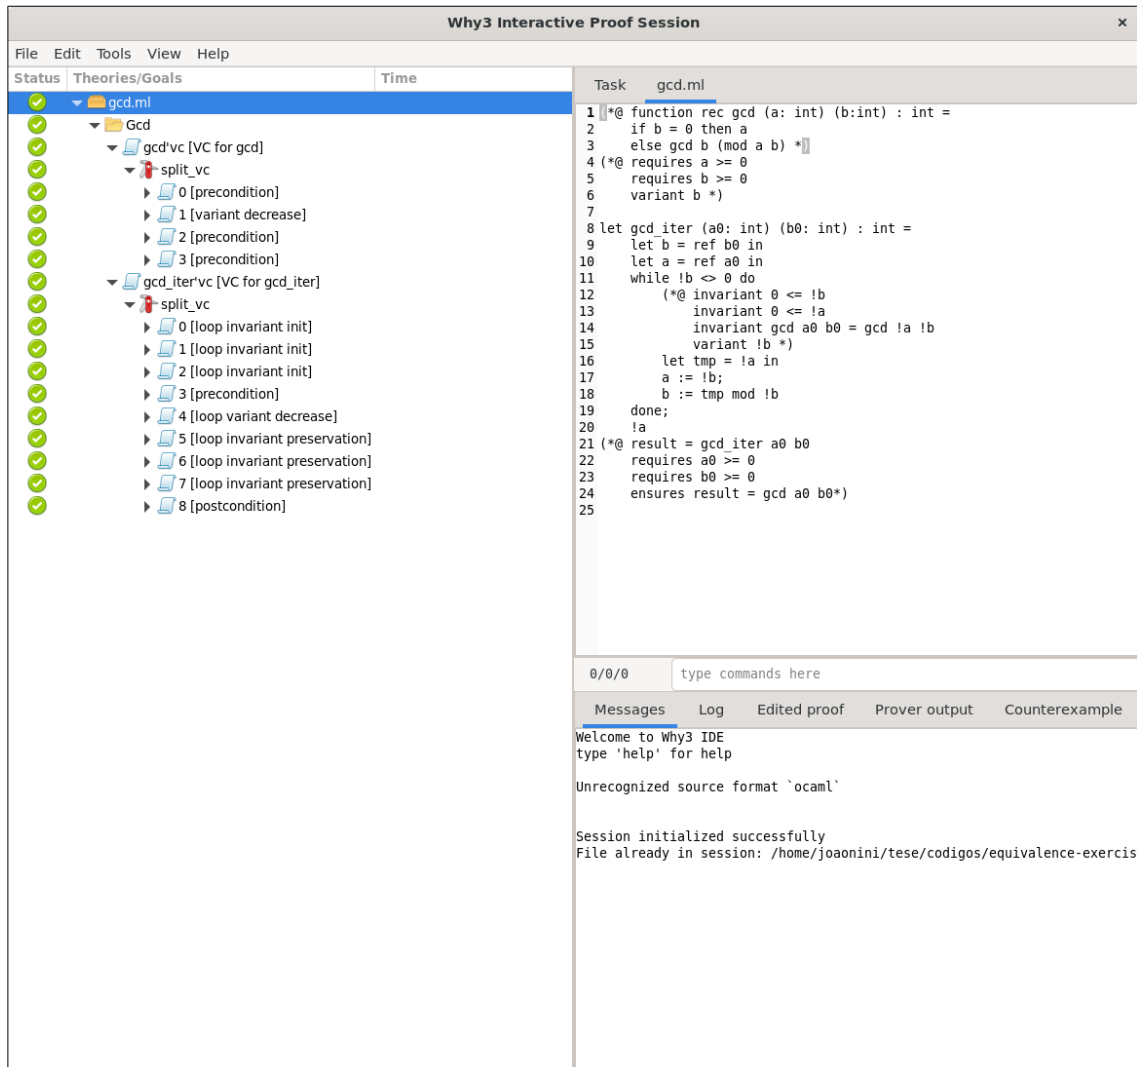 Why3 Interactive Proof Session ×
File Edit Tools View Help
Status Theories/Goals Time
gcd.ml
Gcd
gcd'vc [VC for gcd]
split_vc
0 [precondition]
1 [variant decrease]
2 [precondition]
3 [precondition]
gcd_iter'vc [VC for gcd_iter]
split_vc
0 [loop invariant init]
1 [loop invariant init]
2 [loop invariant init]
3 [precondition]
4 [loop variant decrease]
5 [loop invariant preservation]
6 [loop invariant preservation]
7 [loop invariant preservation]
8 [postcondition]
Task gcd.ml
1 (*@ function rec gcd (a: int) (b:int) : int =
2     if b = 0 then a
3     else gcd b (mod a b) *)
4 (*@ requires a >= 0
5     requires b >= 0
6     variant b *)
7
8 let gcd_iter (a0: int) (b0: int) : int =
9     let b = ref b0 in
10     let a = ref a0 in
11     while !b <> 0 do
12         (*@ invariant 0 <= !b
13             invariant 0 <= !a
14             invariant gcd a0 b0 = gcd !a !b
15             variant !b *)
16         let tmp = !a in
17         a := !b;
18         b := tmp mod !b
19     done;
20     !a
21 (*@ result = gcd_iter a0 b0
22     requires a0 >= 0
23     requires b0 >= 0
24     ensures result = gcd a0 b0*)
25
0/0/0 type commands here
Messages Log Edited proof Prover output Counterexample
Welcome to Why3 IDE
type 'help' for help
Unrecognized source format `ocaml`
Session initialized successfully
File already in session: /home/joaonini/tese/codigos/equivalence-exercis